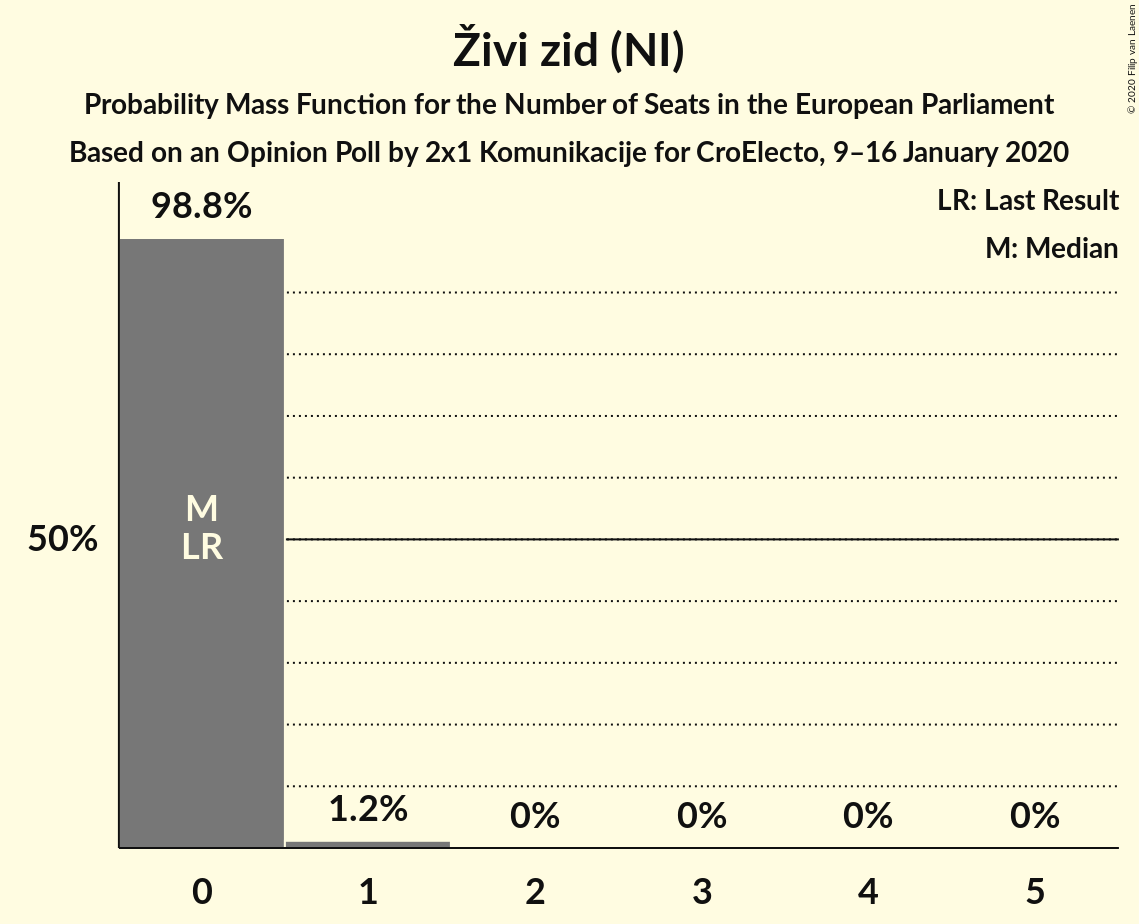 Živi zid (NI)
Probability Mass Function for the Number of Seats in the European Parliament
Based on an Opinion Poll by 2x1 Komunikacije for CroElecto, 9–16 January 2020
© 2020 Filip van Laenen
LR: Last Result
M: Median
98.8%
M
LR
50%
1.2%
0%
0%
0%
0%
0
1
2
3
4
5